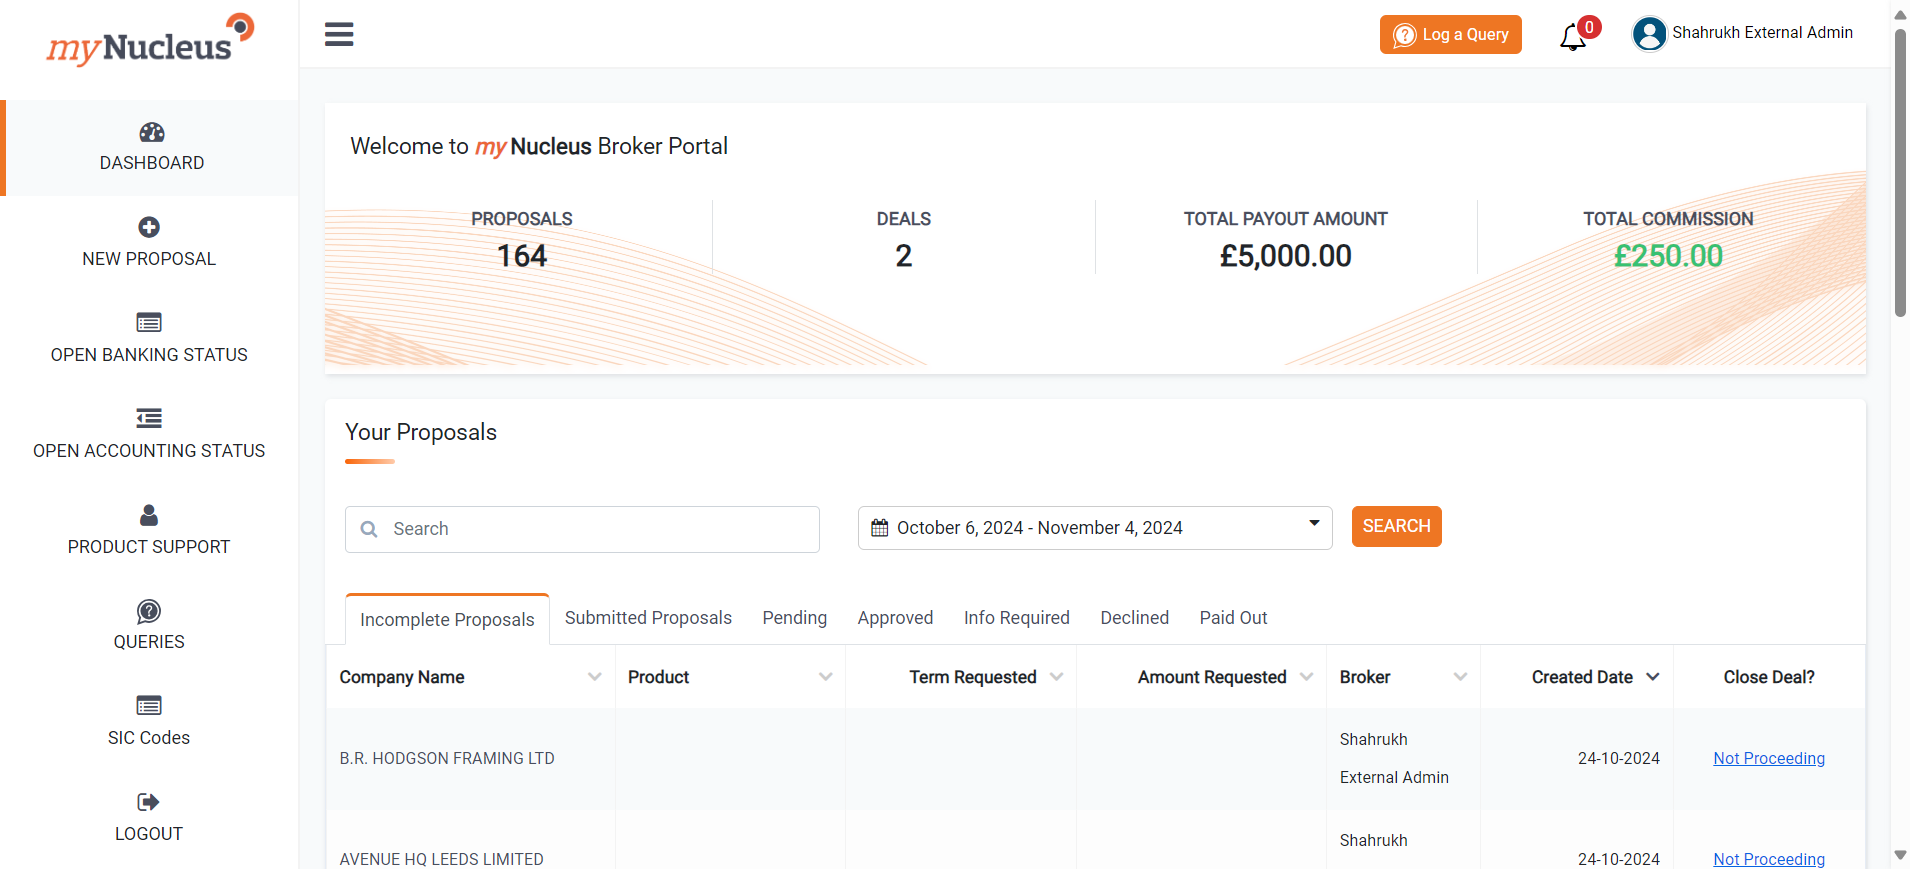 myNucleus
Log a Query
0
Shahrukh External Admin
DASHBOARD
NEW PROPOSAL
OPEN BANKING STATUS
OPEN ACCOUNTING STATUS
PRODUCT SUPPORT
QUERIES
SIC Codes
LOGOUT
Welcome to my Nucleus Broker Portal
PROPOSALS
164
DEALS
2
TOTAL PAYOUT AMOUNT
£5,000.00
TOTAL COMMISSION
£250.00
Your Proposals
Search
October 6, 2024 - November 4, 2024
SEARCH
Incomplete Proposals Submitted Proposals Pending Approved Info Required Declined Paid Out
Company Name Product Term Requested Amount Requested Broker Created Date Close Deal?
B.R. HODGSON FRAMING LTD
Shahrukh
External Admin
24-10-2024
Not Proceeding
AVENUE HQ LEEDS LIMITED
Shahrukh
24-10-2024
Not Proceeding